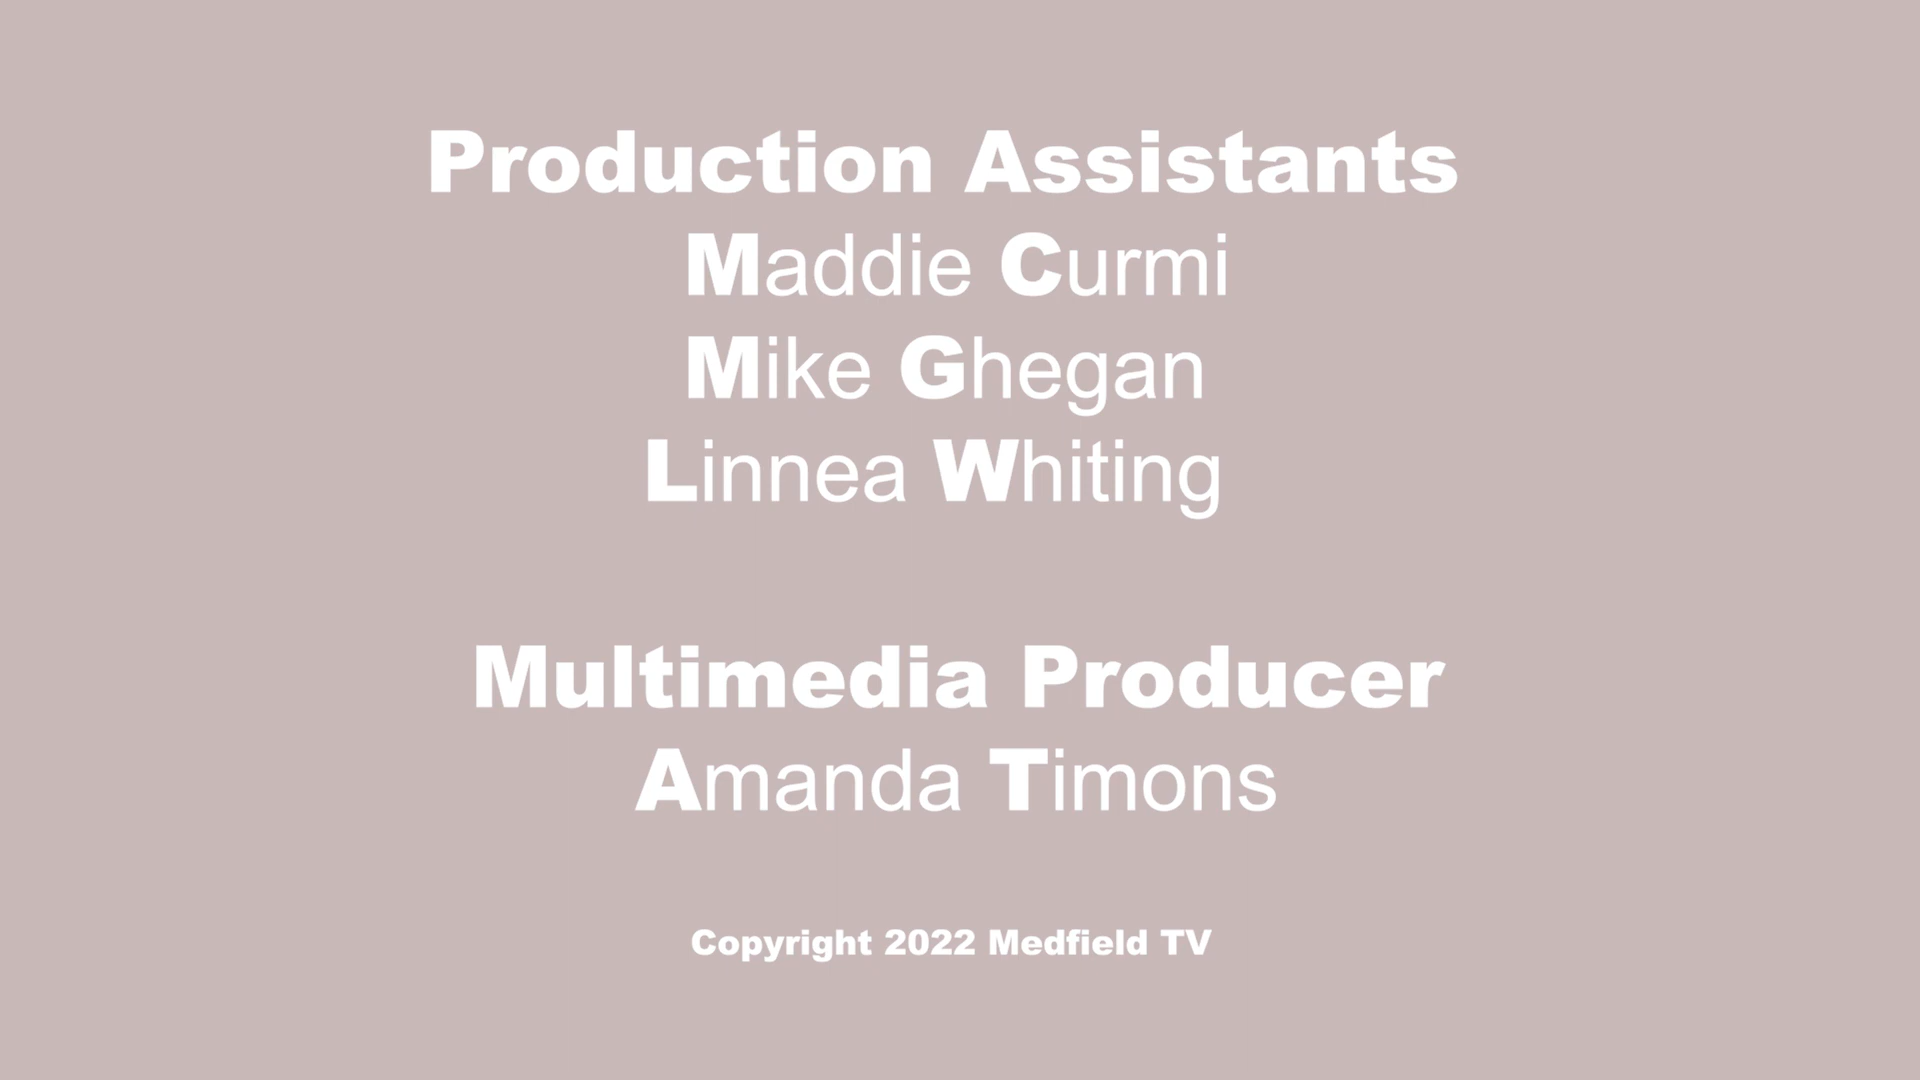 Production Assistants
Maddie Curmi
Mike Ghegan
Linnea Whiting
Multimedia Producer
Amanda Timons
Copyright 2022 Medfield TV